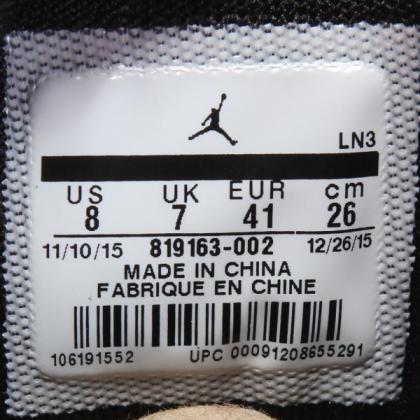 LN3
US UK EUR cm
8 7 41 26
11/10/15 819163-002 12/26/15
MADE IN CHINA
FABRIQUE EN CHINE
106191552 UPC 00091208655291